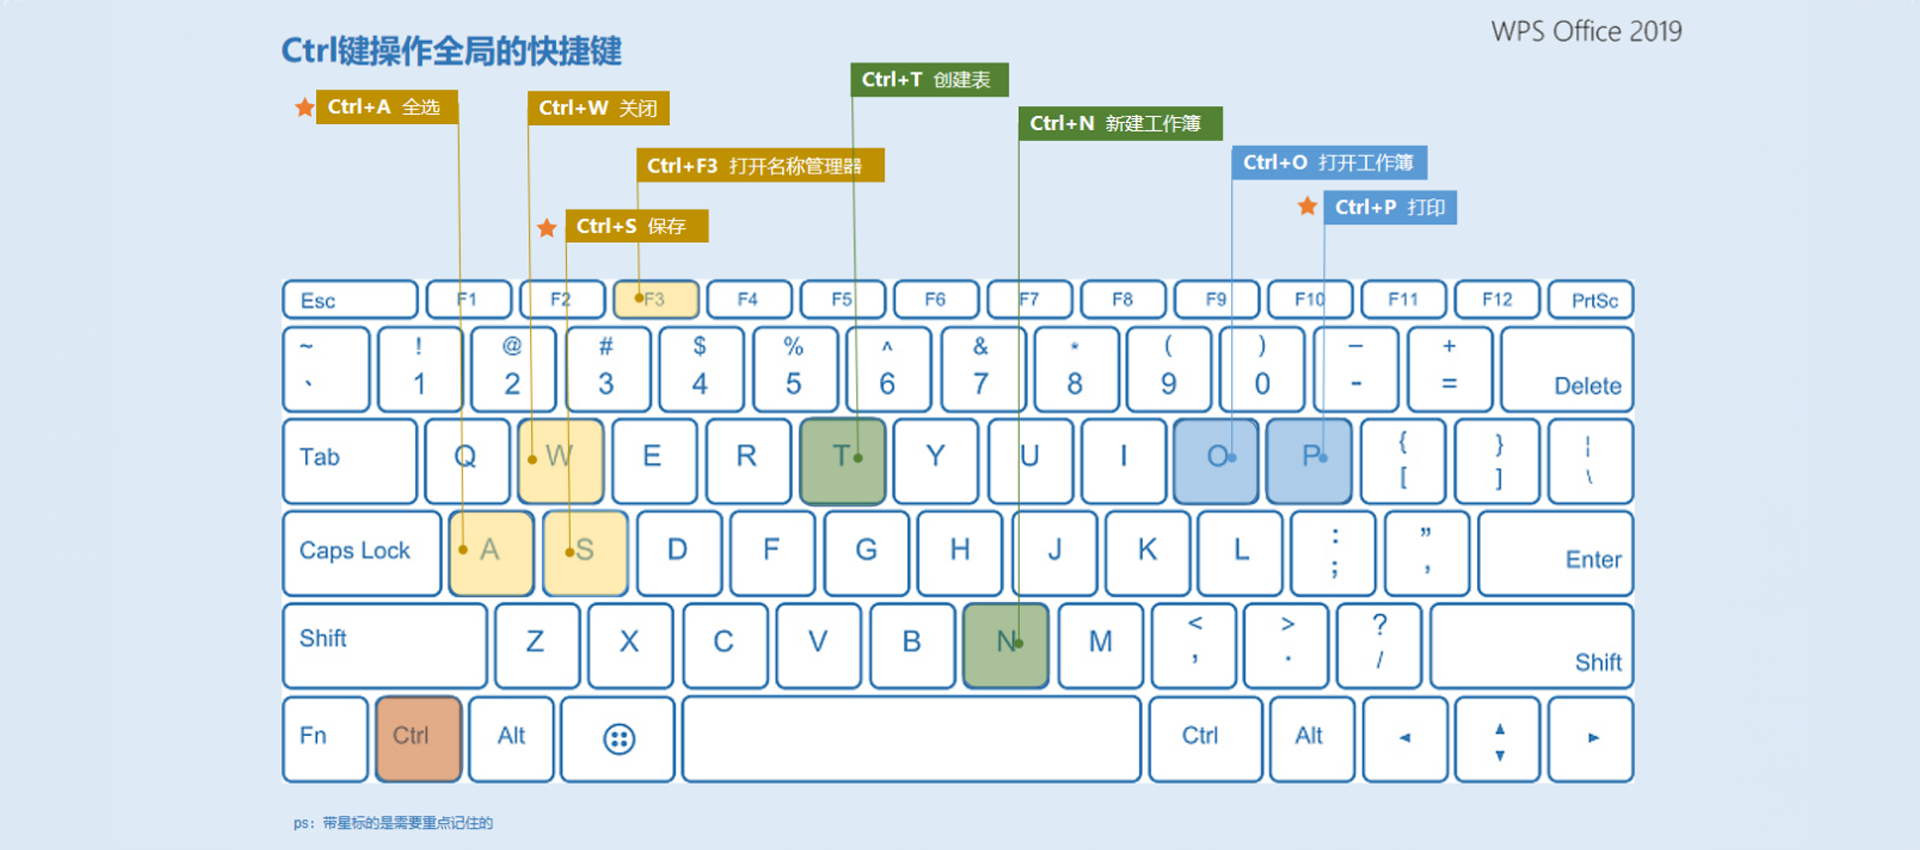 WPS Office 2019
Ctrl键操作全局的快捷键
Ctrl+T 创建表
Ctrl+A 全选
Ctrl+W 关闭
Ctrl+N 新建工作簿
Ctrl+F3 打开名称管理器
Ctrl+O 打开工作簿
Ctrl+P 打印
Ctrl+S 保存
Esc F1 F2 F3 F4 F5 F6 F7 F8 F9 F10 F11 F12 PrtSc
~ ! @ # $ % ^ & * ( ) — +
、 1 2 3 4 5 6 7 8 9 0 - = Delete
Tab Q W E R T Y U I O P { } ¦
[ ] \
Caps Lock A S D F G H J K L : ”
; , Enter
Shift Z X C V B N M < > ?
, . / Shift
Fn Ctrl Alt Ctrl Alt ◄ ▲ ►
▼
ps: 带星标的是需要重点记住的